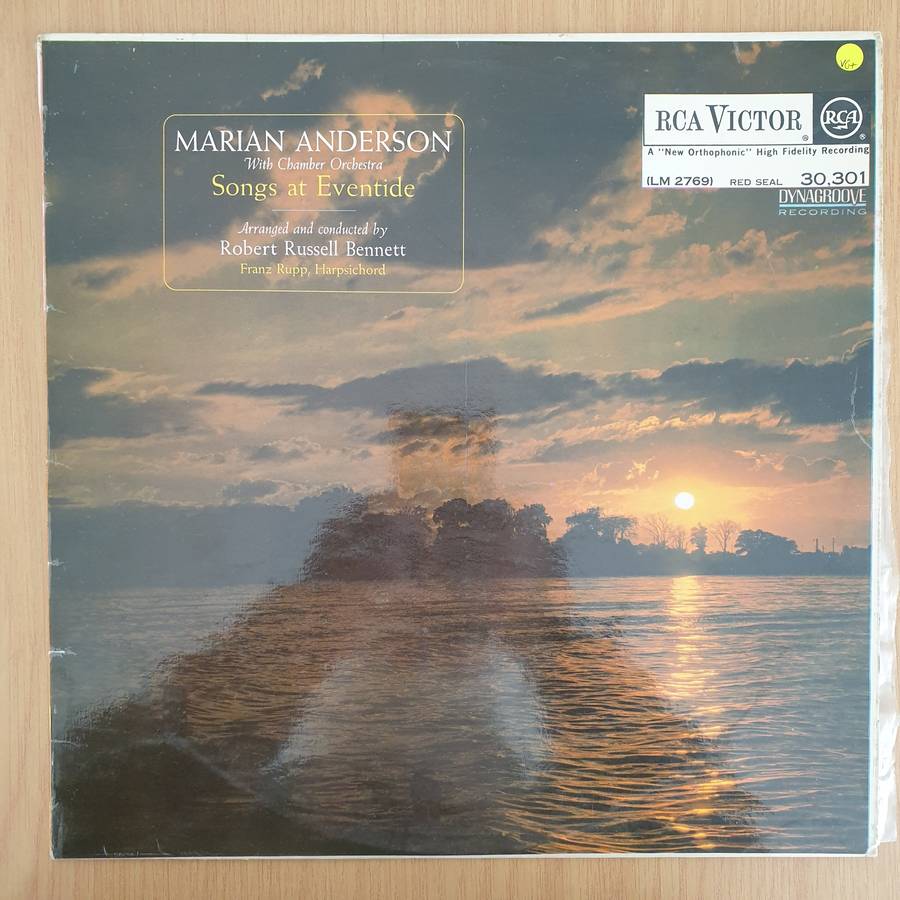 MARIAN ANDERSON
With Chamber Orchestra
Songs at Eventide
Arranged and conducted by
Robert Russell Bennett
Franz Rupp, Harpsichord
VG+
RCA VICTOR ® RCA ®
A "New Orthophonic" High Fidelity Recording
(LM 2769) RED SEAL 30,301
DYNAGROOVE
RECORDING